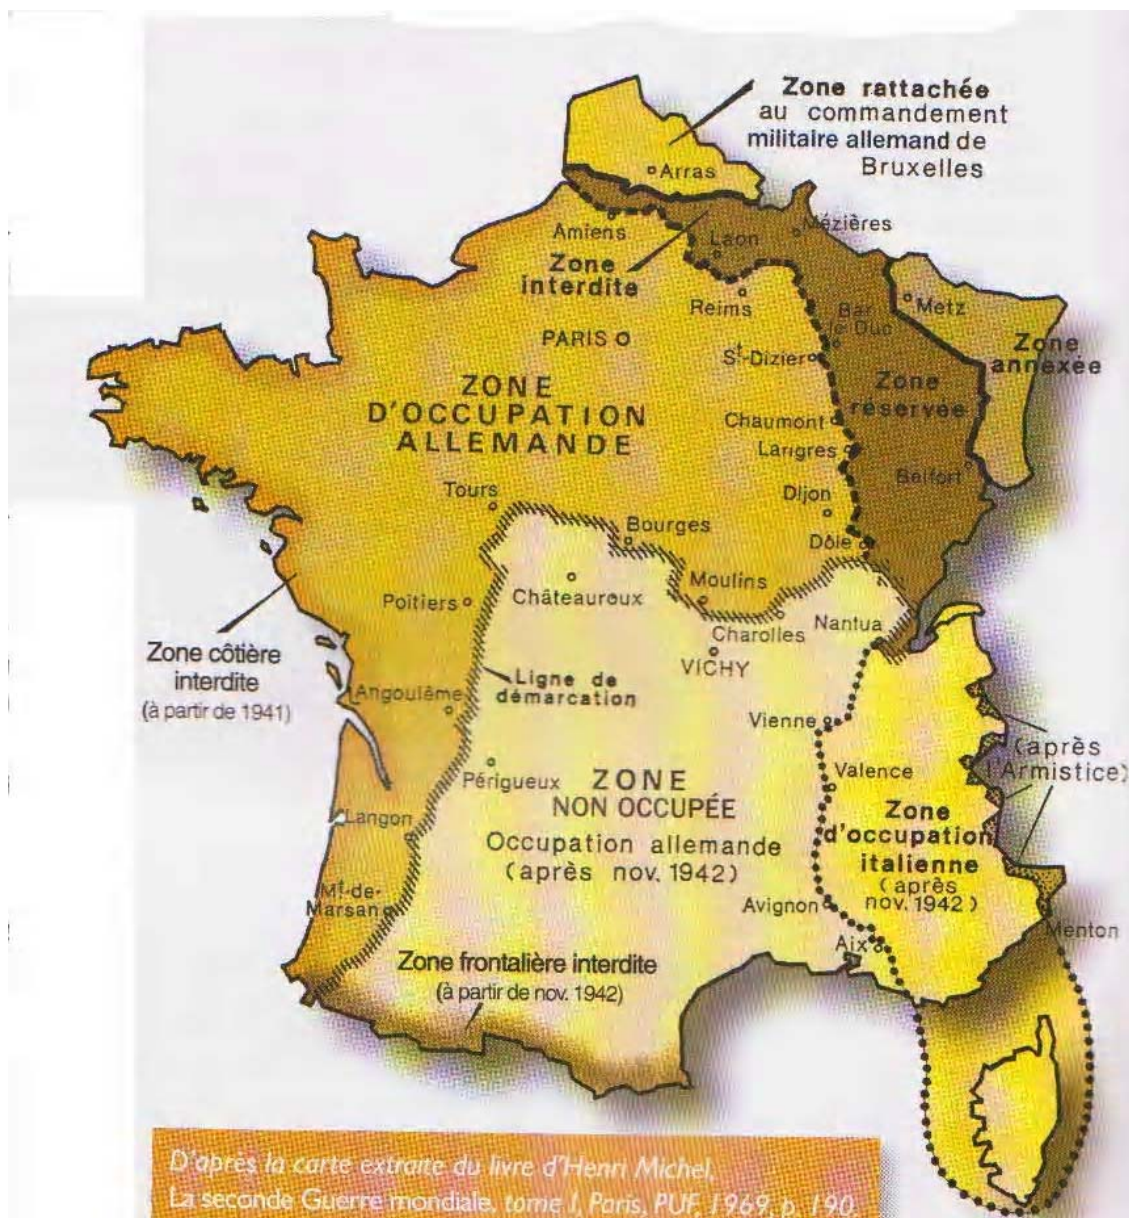 Zone rattachée
au commandement
militaire allemand de
Bruxelles
Arras
Amiens
Laon
Mézières
Zone
interdite
Reims
Bar
le Duc
Metz
PARIS
St-Dizier
Zone
annexée
ZONE
D'OCCUPATION
ALLEMANDE
Zone
réservée
Chaumont
Langres
Belfort
Tours
Dijon
Bourges
Dôle
Châteauroux
Moulins
Poitiers
Charolles
Nantua
VICHY
Zone côtière
interdite
(à partir de 1941)
Ligne de
démarcation
Angoulême
Vienne
(après
l'Armistice)
Périgueux
ZONE
NON OCCUPÉE
Valence
Langon
Occupation allemande
(après nov. 1942)
Zone
d'occupation
italienne
(après
nov. 1942)
Mt-de-
Marsan
Avignon
Aix
Menton
Zone frontalière interdite
(à partir de nov. 1942)
D'après la carte extraite du livre d'Henri Michel,
La seconde Guerre mondiale, tome I, Paris, PUF, 1969, p. 190.